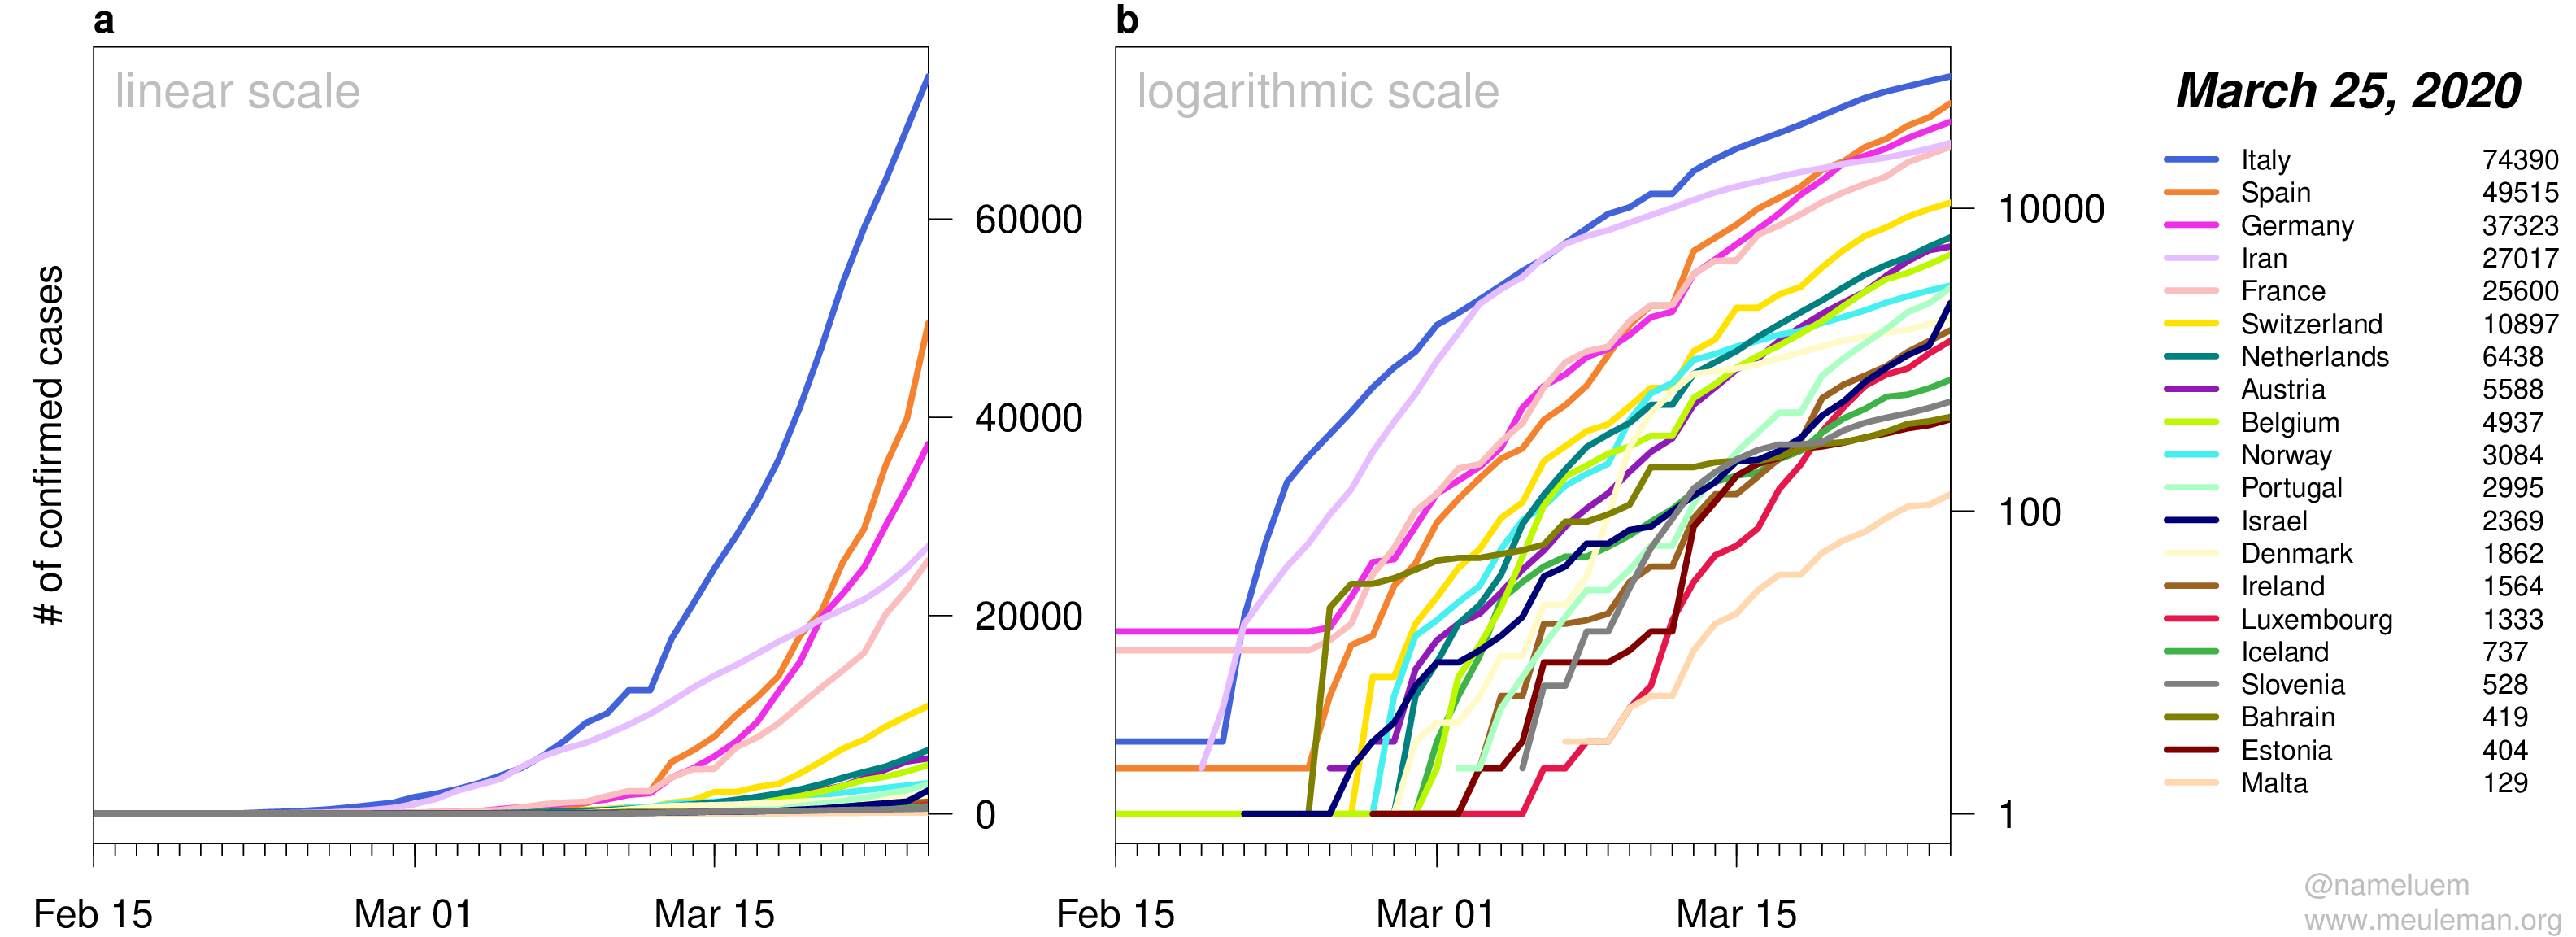 a
linear scale
# of confirmed cases
60000
40000
20000
0
Feb 15 Mar 01 Mar 15
b
logarithmic scale
10000
100
1
Feb 15 Mar 01 Mar 15
March 25, 2020
Italy 74390
Spain 49515
Germany 37323
Iran 27017
France 25600
Switzerland 10897
Netherlands 6438
Austria 5588
Belgium 4937
Norway 3084
Portugal 2995
Israel 2369
Denmark 1862
Ireland 1564
Luxembourg 1333
Iceland 737
Slovenia 528
Bahrain 419
Estonia 404
Malta 129
@nameluem
www.meuleman.org